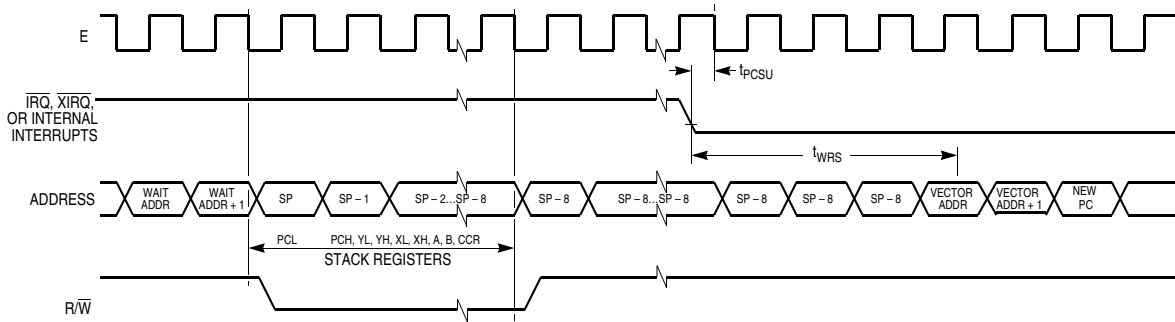 E
tPCSU
IRQ, XIRQ,
OR INTERNAL
INTERRUPTS
tWRS
ADDRESS
WAIT
ADDR
WAIT
ADDR + 1
SP
SP – 1
SP – 2...SP – 8
SP – 8
SP – 8...SP – 8
SP – 8
SP – 8
SP – 8
VECTOR
ADDR
VECTOR
ADDR + 1
NEW
PC
PCL
PCH, YL, YH, XL, XH, A, B, CCR
STACK REGISTERS
R/W